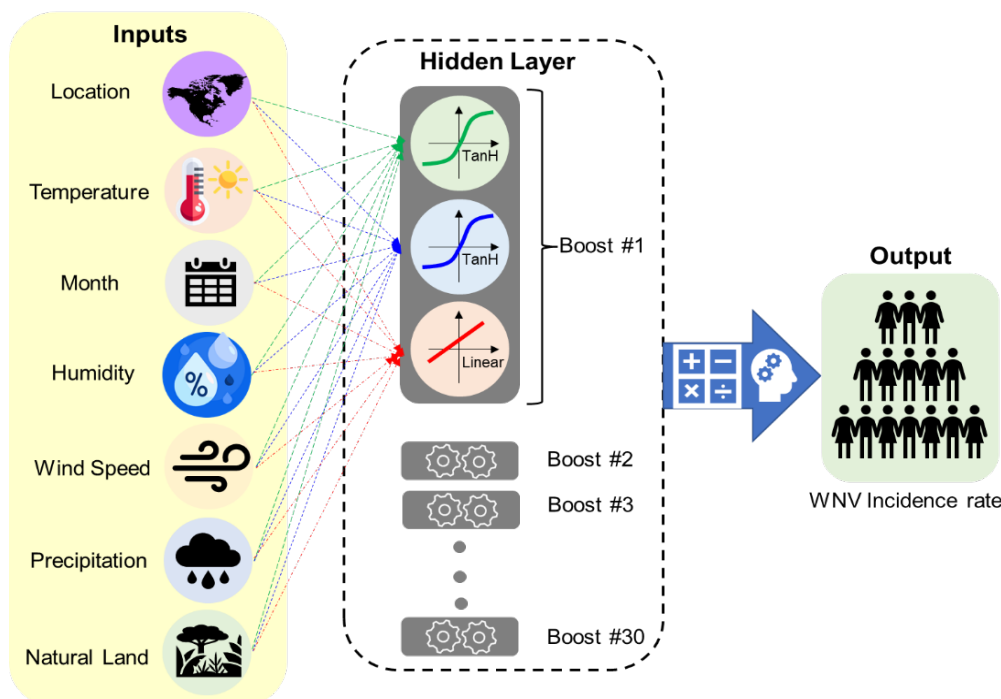 Inputs
Location
Temperature
Month
Humidity
%
Wind Speed
Precipitation
Natural Land
Hidden Layer
TanH
TanH
Linear
Boost #1
Boost #2
Boost #3
Boost #30
+ −
× ÷
Output
WNV Incidence rate